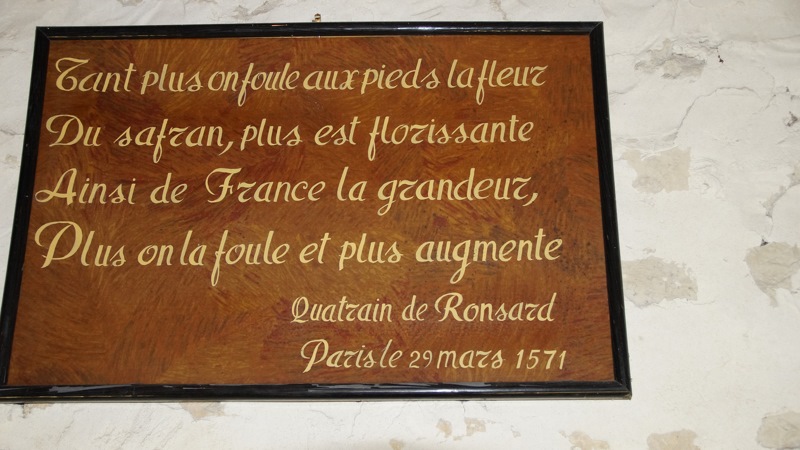 Tant plus on foule aux pieds la fleur
Du safran, plus est florissante
Ainsi de France la grandeur,
Plus on la foule et plus augmente
Quatrain de Ronsard
Paris le 29 mars 1571